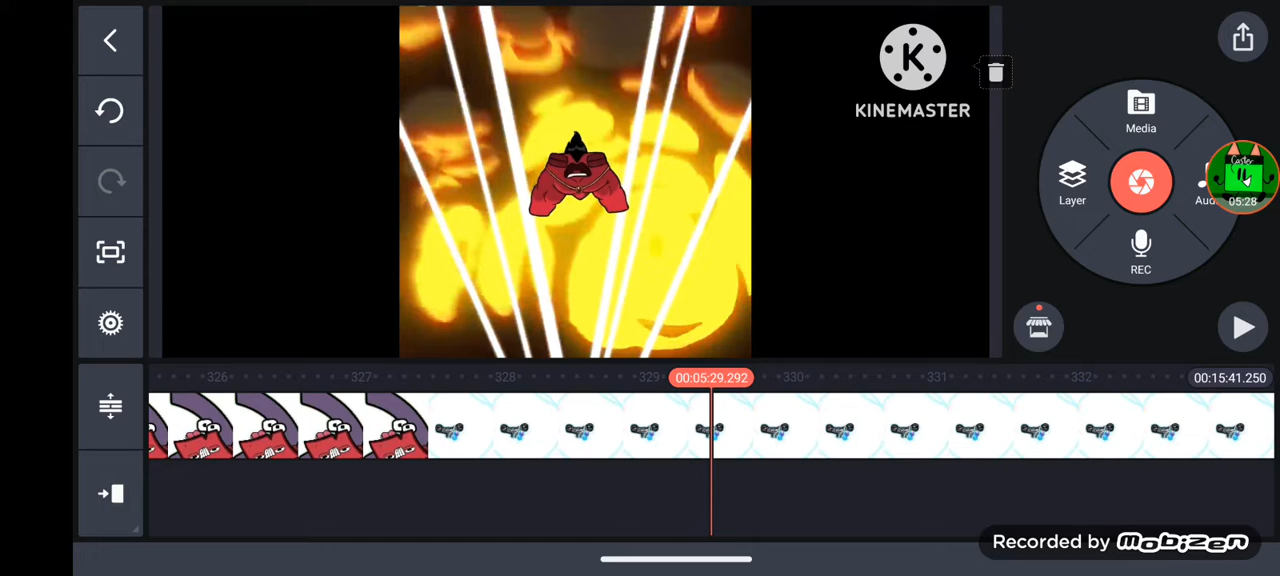 K
KINEMASTER
Media
Layer
Caster
05:28
REC
326
327
328
329
00:05:29.292
330
331
332
00:15:41.250
Recorded by mobizen